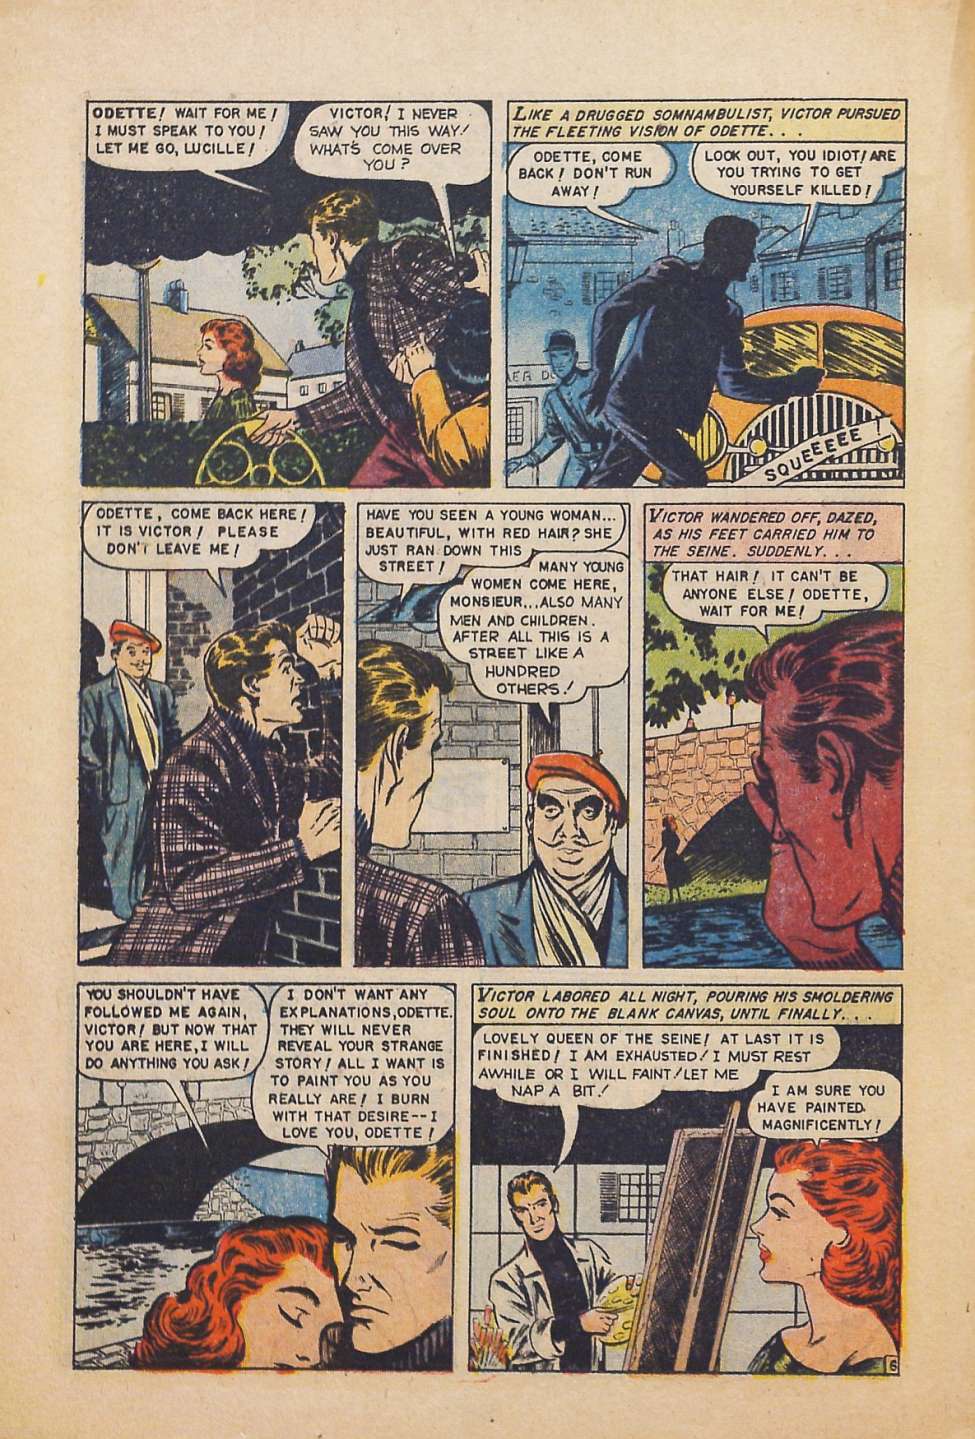 ODETTE! WAIT FOR ME!
I MUST SPEAK TO YOU!
LET ME GO, LUCILLE!
VICTOR! I NEVER
SAW YOU THIS WAY!
WHAT'S COME OVER
YOU?
LIKE A DRUGGED SOMNAMBULIST, VICTOR PURSUED
THE FLEETING VISION OF ODETTE...
ODETTE, COME
BACK! DON'T RUN
AWAY!
LOOK OUT, YOU IDIOT! ARE
YOU TRYING TO GET
YOURSELF KILLED!
SQUEEEEE!
ODETTE, COME BACK HERE!
IT IS VICTOR! PLEASE
DON'T LEAVE ME!
HAVE YOU SEEN A YOUNG WOMAN...
BEAUTIFUL, WITH RED HAIR? SHE
JUST RAN DOWN THIS
STREET!
MANY YOUNG
WOMEN COME HERE,
MONSIEUR...ALSO MANY
MEN AND CHILDREN.
AFTER ALL THIS IS A
STREET LIKE A
HUNDRED
OTHERS!
VICTOR WANDERED OFF, DAZED,
AS HIS FEET CARRIED HIM TO
THE SEINE. SUDDENLY...
THAT HAIR! IT CAN'T BE
ANYONE ELSE! ODETTE,
WAIT FOR ME!
YOU SHOULDN'T HAVE
FOLLOWED ME AGAIN,
VICTOR! BUT NOW THAT
YOU ARE HERE, I WILL
DO ANYTHING YOU ASK!
I DON'T WANT ANY
EXPLANATIONS, ODETTE.
THEY WILL NEVER
REVEAL YOUR STRANGE
STORY! ALL I WANT IS
TO PAINT YOU AS YOU
REALLY ARE! I BURN
WITH THAT DESIRE--I
LOVE YOU, ODETTE!
VICTOR LABORED ALL NIGHT, POURING HIS SMOLDERING
SOUL ONTO THE BLANK CANVAS, UNTIL FINALLY...
LOVELY QUEEN OF THE SEINE! AT LAST IT IS
FINISHED! I AM EXHAUSTED! I MUST REST
AWHILE OR I WILL FAINT! LET ME
NAP A BIT!
I AM SURE YOU
HAVE PAINTED
MAGNIFICENTLY!
6